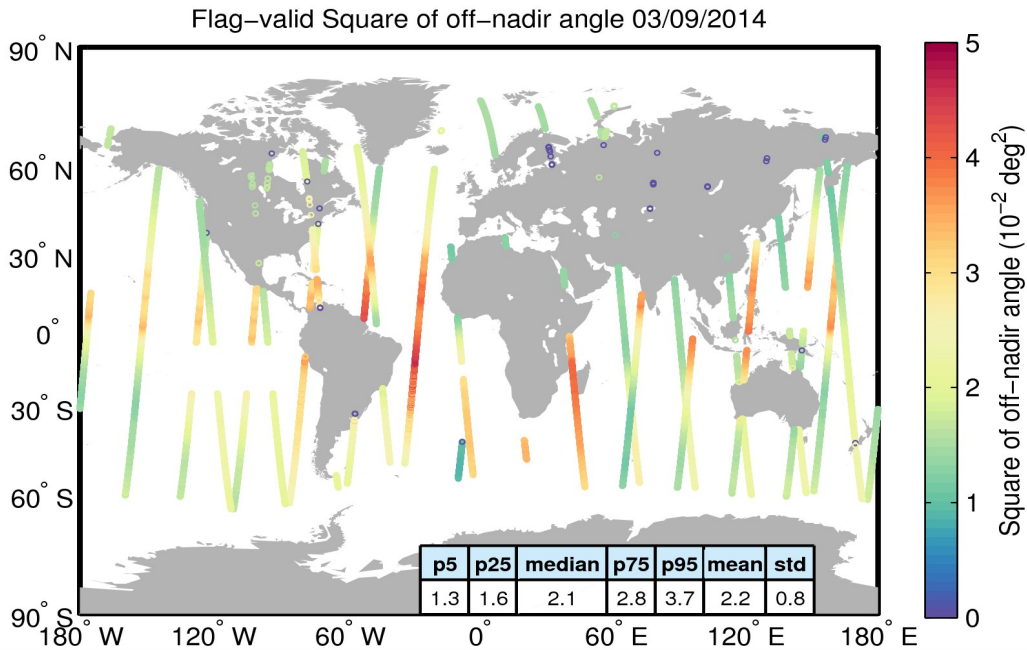 Flag−valid Square of off−nadir angle 03/09/2014
90° N
60° N
30° N
0°
30° S
60° S
90° S
180° W
120° W
60° W
0°
60° E
120° E
180° E
p5 p25 median p75 p95 mean std
1.3 1.6 2.1 2.8 3.7 2.2 0.8
5
4
3
2
1
0
Square of off−nadir angle (10⁻² deg²)